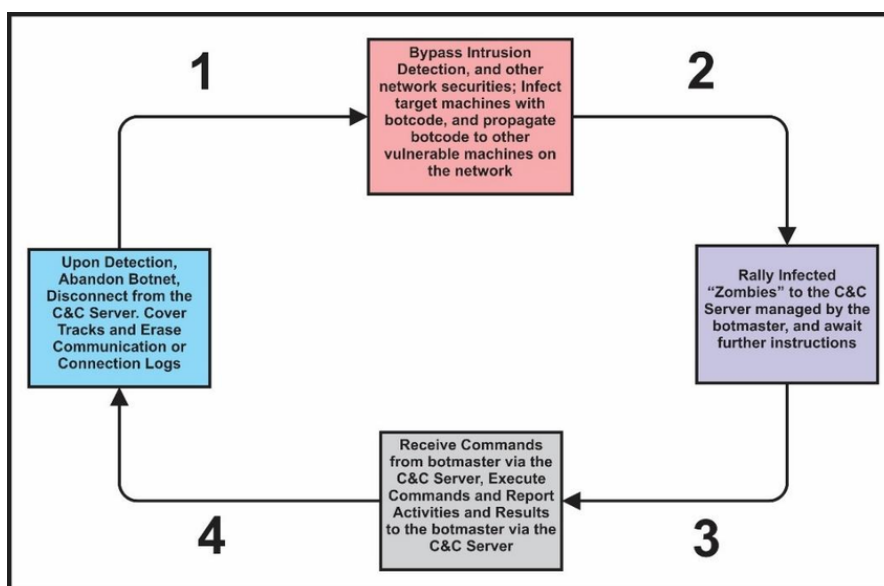 1
Bypass Intrusion
Detection, and other
network securities; Infect
target machines with
botcode, and propagate
botcode to other
vulnerable machines on
the network
2
Upon Detection,
Abandon Botnet,
Disconnect from the
C&C Server. Cover
Tracks and Erase
Communication or
Connection Logs
Rally Infected
“Zombies” to the C&C
Server managed by the
botmaster, and await
further instructions
4
Receive Commands
from botmaster via the
C&C Server, Execute
Commands and Report
Activities and Results
to the botmaster via the
C&C Server
3